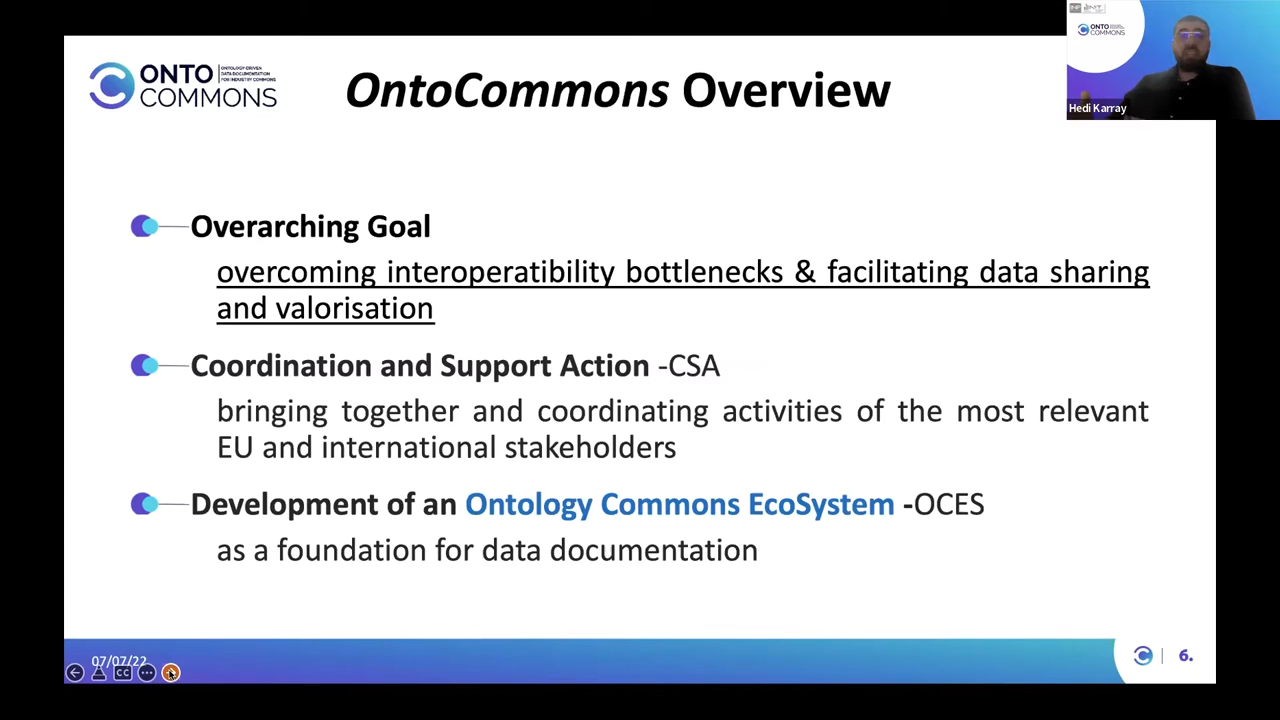 ONTO
COMMONS
ONTOLOGY-DRIVEN
DATA DOCUMENTATION
FOR INDUSTRY COMMONS
OntoCommons Overview
ONTO
COMMONS
Hedi Karray
Overarching Goal
overcoming interoperatibility bottlenecks & facilitating data sharing
and valorisation
Coordination and Support Action -CSA
bringing together and coordinating activities of the most relevant
EU and international stakeholders
Development of an Ontology Commons EcoSystem -OCES
as a foundation for data documentation
07/07/22
CC
6.